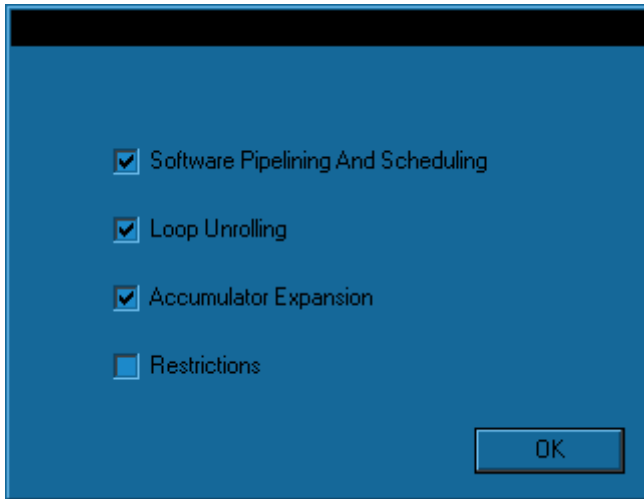 Software Pipelining And Scheduling
Loop Unrolling
Accumulator Expansion
Restrictions
OK